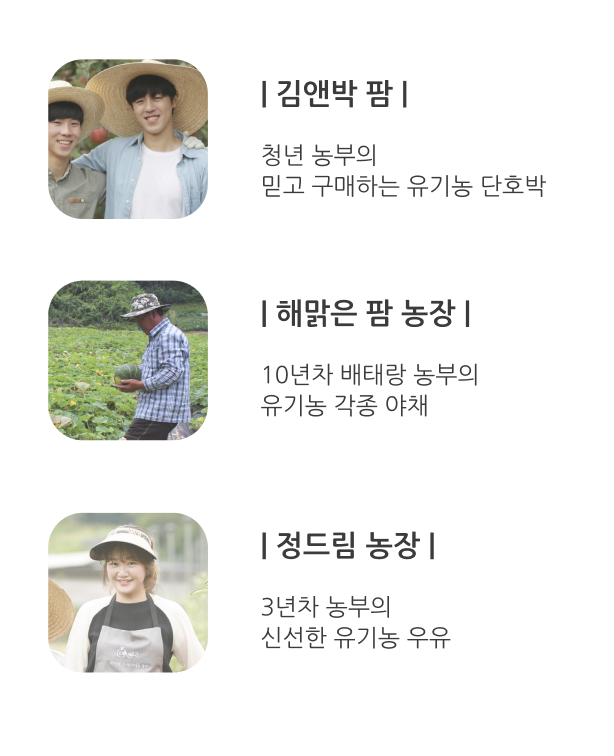 | 김앤박 팜 |
청년 농부의
믿고 구매하는 유기농 단호박
| 해맑은 팜 농장 |
10년차 배태랑 농부의
유기농 각종 야채
| 정드림 농장 |
3년차 농부의
신선한 유기농 우유